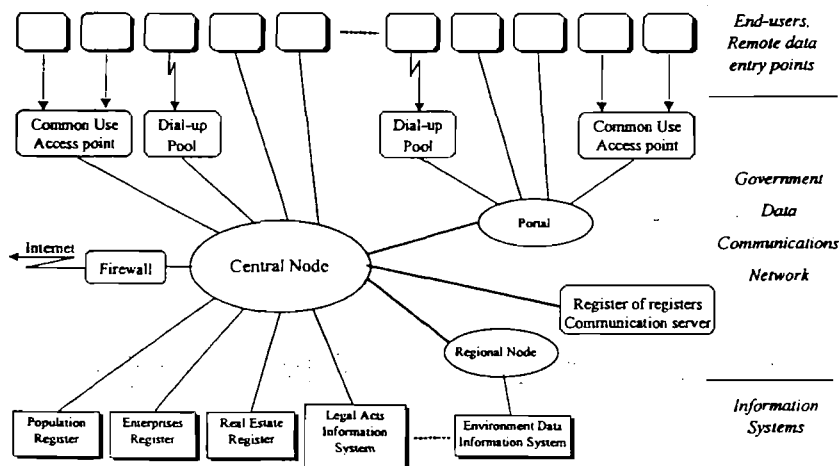 End-users,
Remote data
entry points
Common Use
Access point
Dial-up
Pool
Dial-up
Pool
Common Use
Access point
Government
Data
Communications
Network
Portal
Internet
Firewall
Central Node
Register of registers
Communication server
Regional Node
Population
Register
Enterprises
Register
Real Estate
Register
Legal Acts
Information
System
Environment Data
Information System
Information
Systems